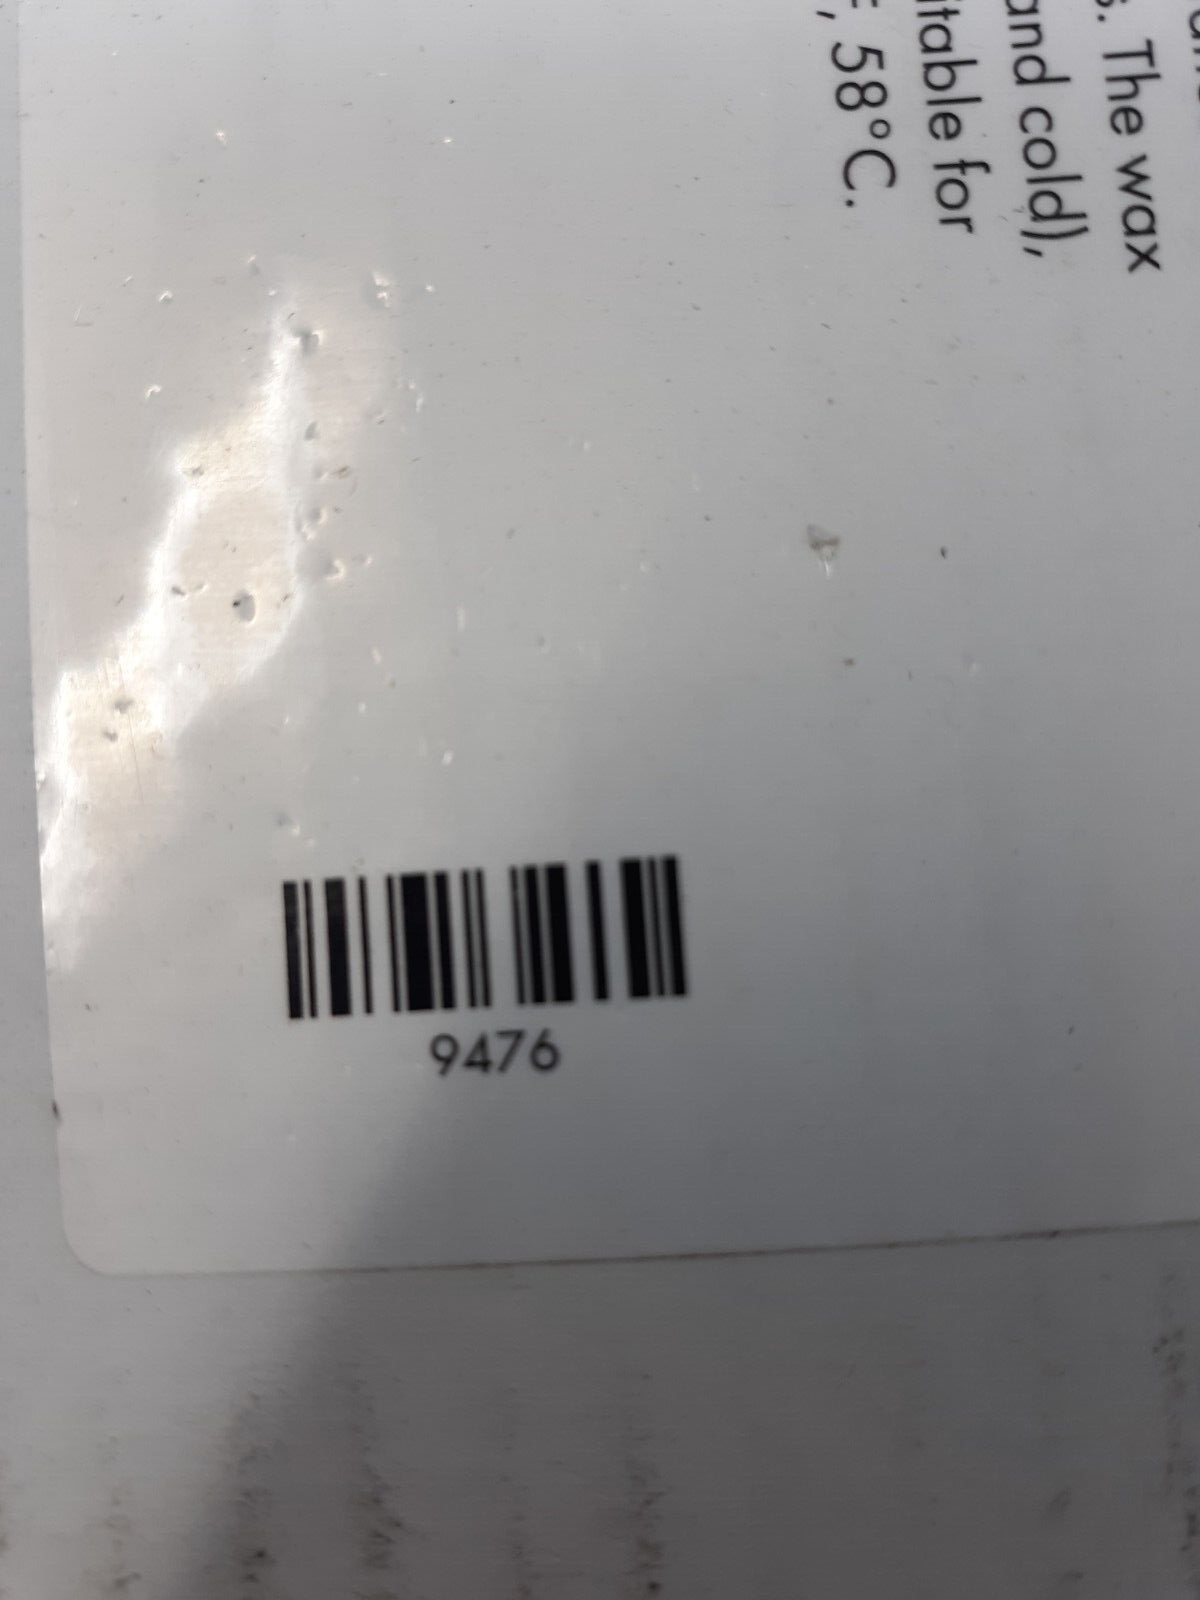 s. The wax
and cold),
itable for
, 58°C.
9476